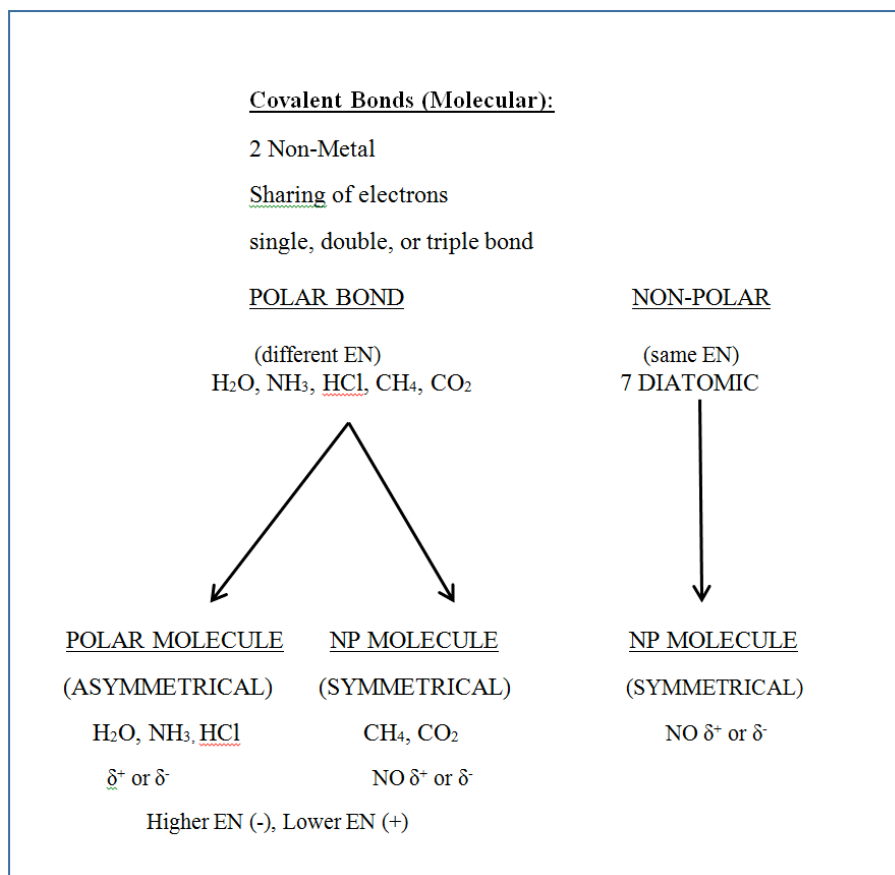 Covalent Bonds (Molecular):
2 Non-Metal
Sharing of electrons
single, double, or triple bond
POLAR BOND NON-POLAR
(different EN) (same EN)
H₂O, NH₃, HCl, CH₄, CO₂ 7 DIATOMIC
POLAR MOLECULE NP MOLECULE NP MOLECULE
(ASYMMETRICAL) (SYMMETRICAL) (SYMMETRICAL)
H₂O, NH₃, HCl CH₄, CO₂ NO δ⁺ or δ⁻
δ⁺ or δ⁻ NO δ⁺ or δ⁻
Higher EN (-), Lower EN (+)